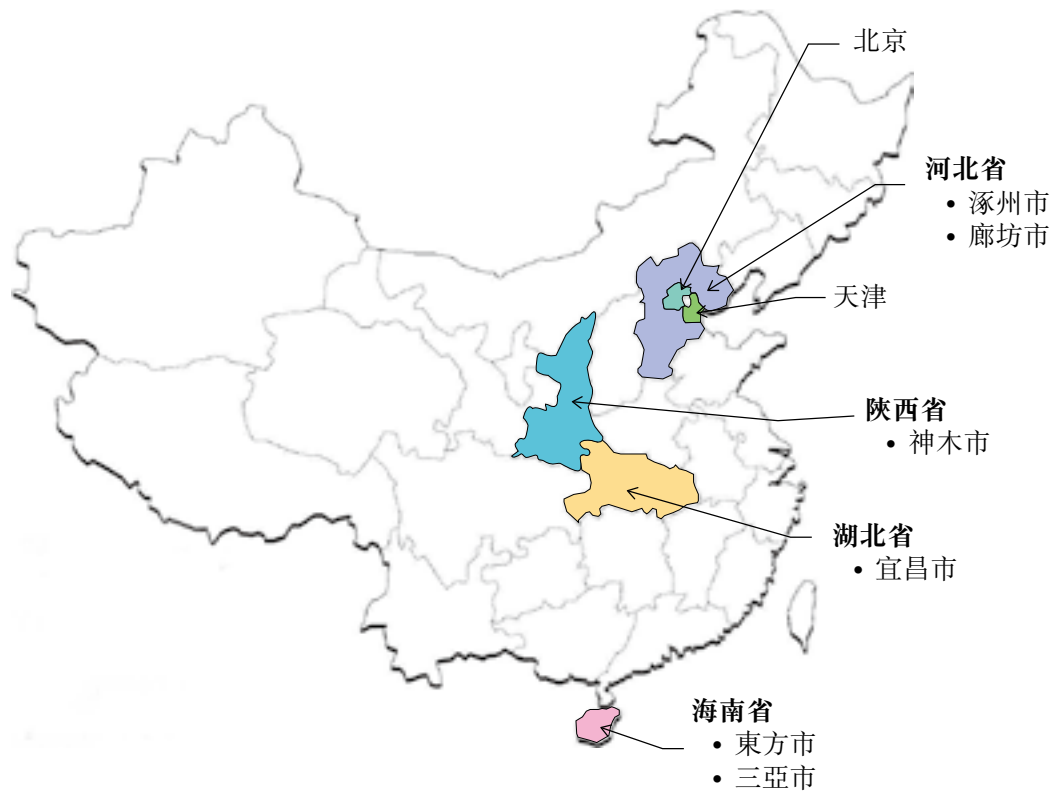 北京
河北省
• 涿州市
• 廊坊市
天津
陝西省
• 神木市
湖北省
• 宜昌市
海南省
• 東方市
• 三亞市